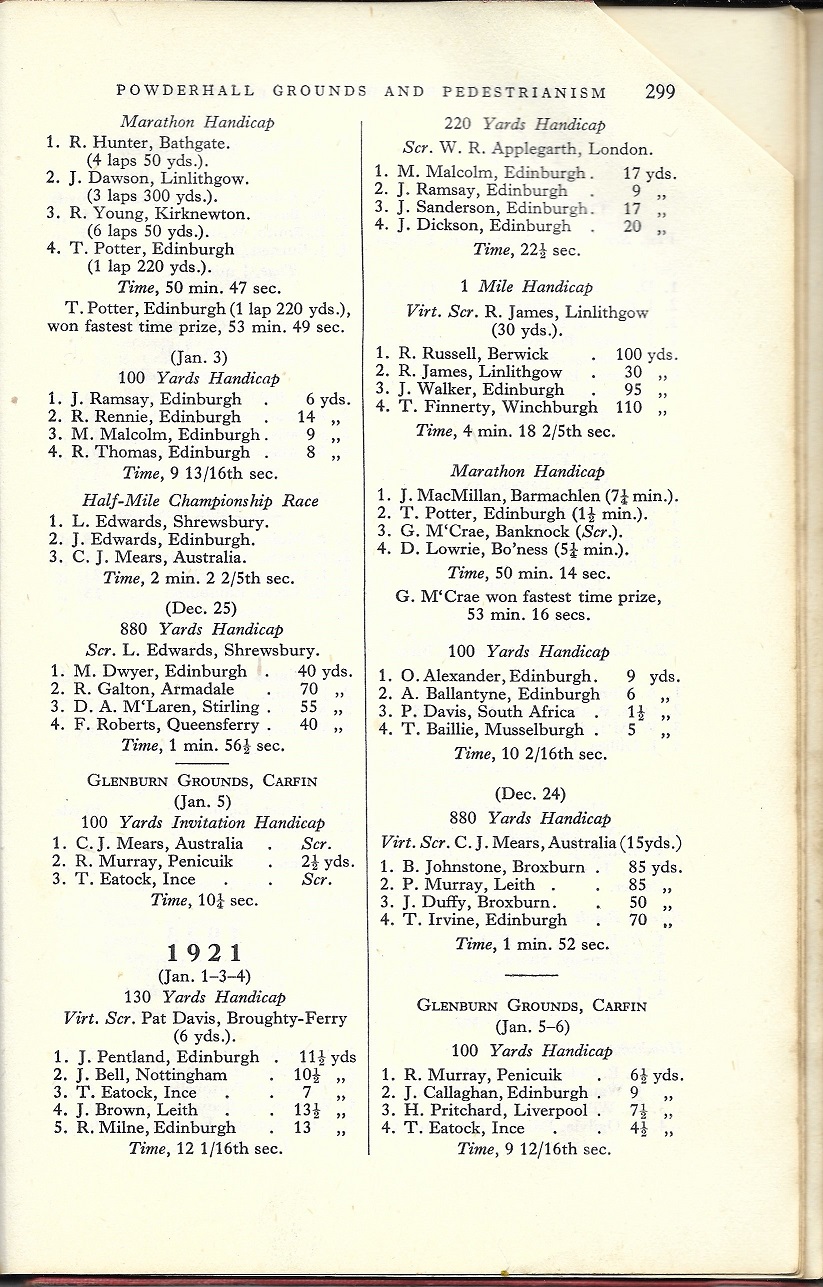 POWDERHALL GROUNDS AND PEDESTRIANISM 299
Marathon Handicap
1. R. Hunter, Bathgate.
(4 laps 50 yds.).
2. J. Dawson, Linlithgow.
(3 laps 300 yds.).
3. R. Young, Kirknewton.
(6 laps 50 yds.).
4. T. Potter, Edinburgh
(1 lap 220 yds.).
Time, 50 min. 47 sec.
T. Potter, Edinburgh (1 lap 220 yds.),
won fastest time prize, 53 min. 49 sec.
(Jan. 3)
100 Yards Handicap
1. J. Ramsay, Edinburgh . 6 yds.
2. R. Rennie, Edinburgh . 14 „
3. M. Malcolm, Edinburgh . 9 „
4. R. Thomas, Edinburgh . 8 „
Time, 9 13/16th sec.
Half-Mile Championship Race
1. L. Edwards, Shrewsbury.
2. J. Edwards, Edinburgh.
3. C. J. Mears, Australia.
Time, 2 min. 2 2/5th sec.
(Dec. 25)
880 Yards Handicap
Scr. L. Edwards, Shrewsbury.
1. M. Dwyer, Edinburgh . 40 yds.
2. R. Galton, Armadale . 70 „
3. D. A. M‘Laren, Stirling . 55 „
4. F. Roberts, Queensferry . 40 „
Time, 1 min. 56½ sec.
GLENBURN GROUNDS, CARFIN
(Jan. 5)
100 Yards Invitation Handicap
1. C. J. Mears, Australia . Scr.
2. R. Murray, Penicuik . 2½ yds.
3. T. Eatock, Ince . . Scr.
Time, 10¼ sec.
1921
(Jan. 1–3–4)
130 Yards Handicap
Virt. Scr. Pat Davis, Broughty-Ferry
(6 yds.).
1. J. Pentland, Edinburgh . 11½ yds
2. J. Bell, Nottingham . 10½ „
3. T. Eatock, Ince . . 7 „
4. J. Brown, Leith . . 13½ „
5. R. Milne, Edinburgh . 13 „
Time, 12 1/16th sec.
220 Yards Handicap
Scr. W. R. Applegarth, London.
1. M. Malcolm, Edinburgh . 17 yds.
2. J. Ramsay, Edinburgh . 9 „
3. J. Sanderson, Edinburgh . 17 „
4. J. Dickson, Edinburgh . 20 „
Time, 22½ sec.
1 Mile Handicap
Virt. Scr. R. James, Linlithgow
(30 yds.).
1. R. Russell, Berwick . 100 yds.
2. R. James, Linlithgow . 30 „
3. J. Walker, Edinburgh . 95 „
4. T. Finnerty, Winchburgh 110 „
Time, 4 min. 18 2/5th sec.
Marathon Handicap
1. J. MacMillan, Barmachlen (7¼ min.).
2. T. Potter, Edinburgh (1½ min.).
3. G. M‘Crae, Banknock (Scr.).
4. D. Lowrie, Bo’ness (5¼ min.).
Time, 50 min. 14 sec.
G. M‘Crae won fastest time prize,
53 min. 16 secs.
100 Yards Handicap
1. O. Alexander, Edinburgh . 9 yds.
2. A. Ballantyne, Edinburgh 6 „
3. P. Davis, South Africa . 1½ „
4. T. Baillie, Musselburgh . 5 „
Time, 10 2/16th sec.
(Dec. 24)
880 Yards Handicap
Virt. Scr. C. J. Mears, Australia (15yds.)
1. B. Johnstone, Broxburn . 85 yds.
2. P. Murray, Leith . . 85 „
3. J. Duffy, Broxburn . . 50 „
4. T. Irvine, Edinburgh . 70 „
Time, 1 min. 52 sec.
GLENBURN GROUNDS, CARFIN
(Jan. 5–6)
100 Yards Handicap
1. R. Murray, Penicuik . 6½ yds.
2. J. Callaghan, Edinburgh . 9 „
3. H. Pritchard, Liverpool . 7½ „
4. T. Eatock, Ince . . 4½ „
Time, 9 12/16th sec.